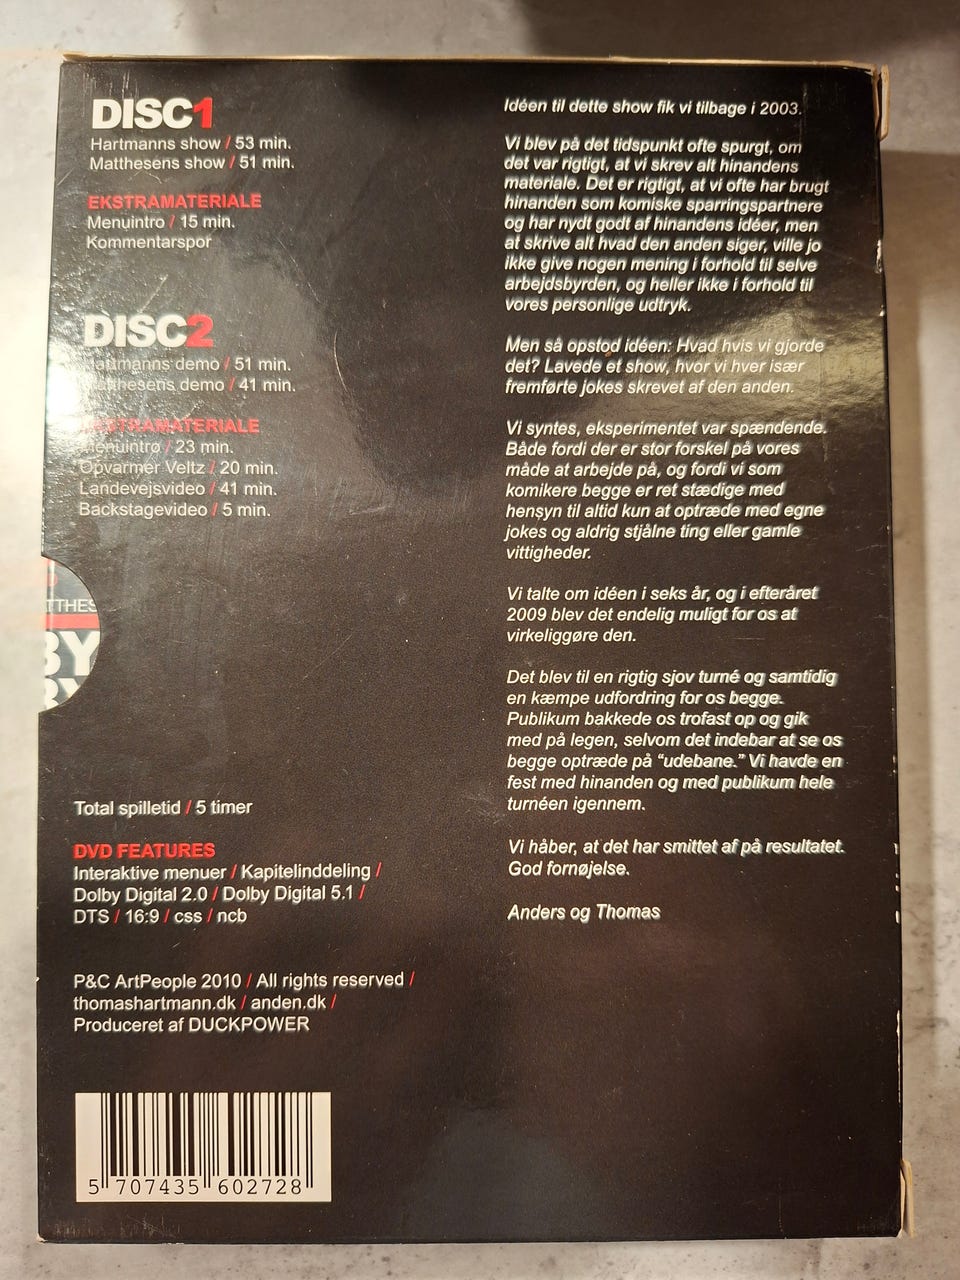 DISC1
Hartmanns show / 53 min.
Matthesens show / 51 min.
EKSTRAMATERIALE
Menuintro / 15 min.
Kommentarspor
DISC2
Hartmanns demo / 51 min.
Matthesens demo / 41 min.
EKSTRAMATERIALE
Menuintro / 23 min.
Opvarmer Veltz / 20 min.
Landevejsvideo / 41 min.
Backstagevideo / 5 min.
TTHES
BY
Total spilletid / 5 timer
DVD FEATURES
Interaktive menuer / Kapitelinddeling /
Dolby Digital 2.0 / Dolby Digital 5.1 /
DTS / 16:9 / css / ncb
P&C ArtPeople 2010 / All rights reserved /
thomashartmann.dk / anden.dk /
Produceret af DUCKPOWER
5 707435 602728
Idéen til dette show fik vi tilbage i 2003.
Vi blev på det tidspunkt ofte spurgt, om
det var rigtigt, at vi skrev alt hinandens
materiale. Det er rigtigt, at vi ofte har brugt
hinanden som komiske sparringspartnere
og har nydt godt af hinandens idéer, men
at skrive alt hvad den anden siger, ville jo
ikke give nogen mening i forhold til selve
arbejdsbyrden, og heller ikke i forhold til
vores personlige udtryk.
Men så opstod idéen: Hvad hvis vi gjorde
det? Lavede et show, hvor vi hver især
fremførte jokes skrevet af den anden.
Vi syntes, eksperimentet var spændende.
Både fordi der er stor forskel på vores
måde at arbejde på, og fordi vi som
komikere begge er ret stædige med
hensyn til altid kun at optræde med egne
jokes og aldrig stjålne ting eller gamle
vittigheder.
Vi talte om idéen i seks år, og i efteråret
2009 blev det endelig muligt for os at
virkeliggøre den.
Det blev til en rigtig sjov turné og samtidig
en kæmpe udfordring for os begge.
Publikum bakkede os trofast op og gik
med på legen, selvom det indebar at se os
begge optræde på "udebane." Vi havde en
fest med hinanden og med publikum hele
turnéen igennem.
Vi håber, at det har smittet af på resultatet.
God fornøjelse.
Anders og Thomas